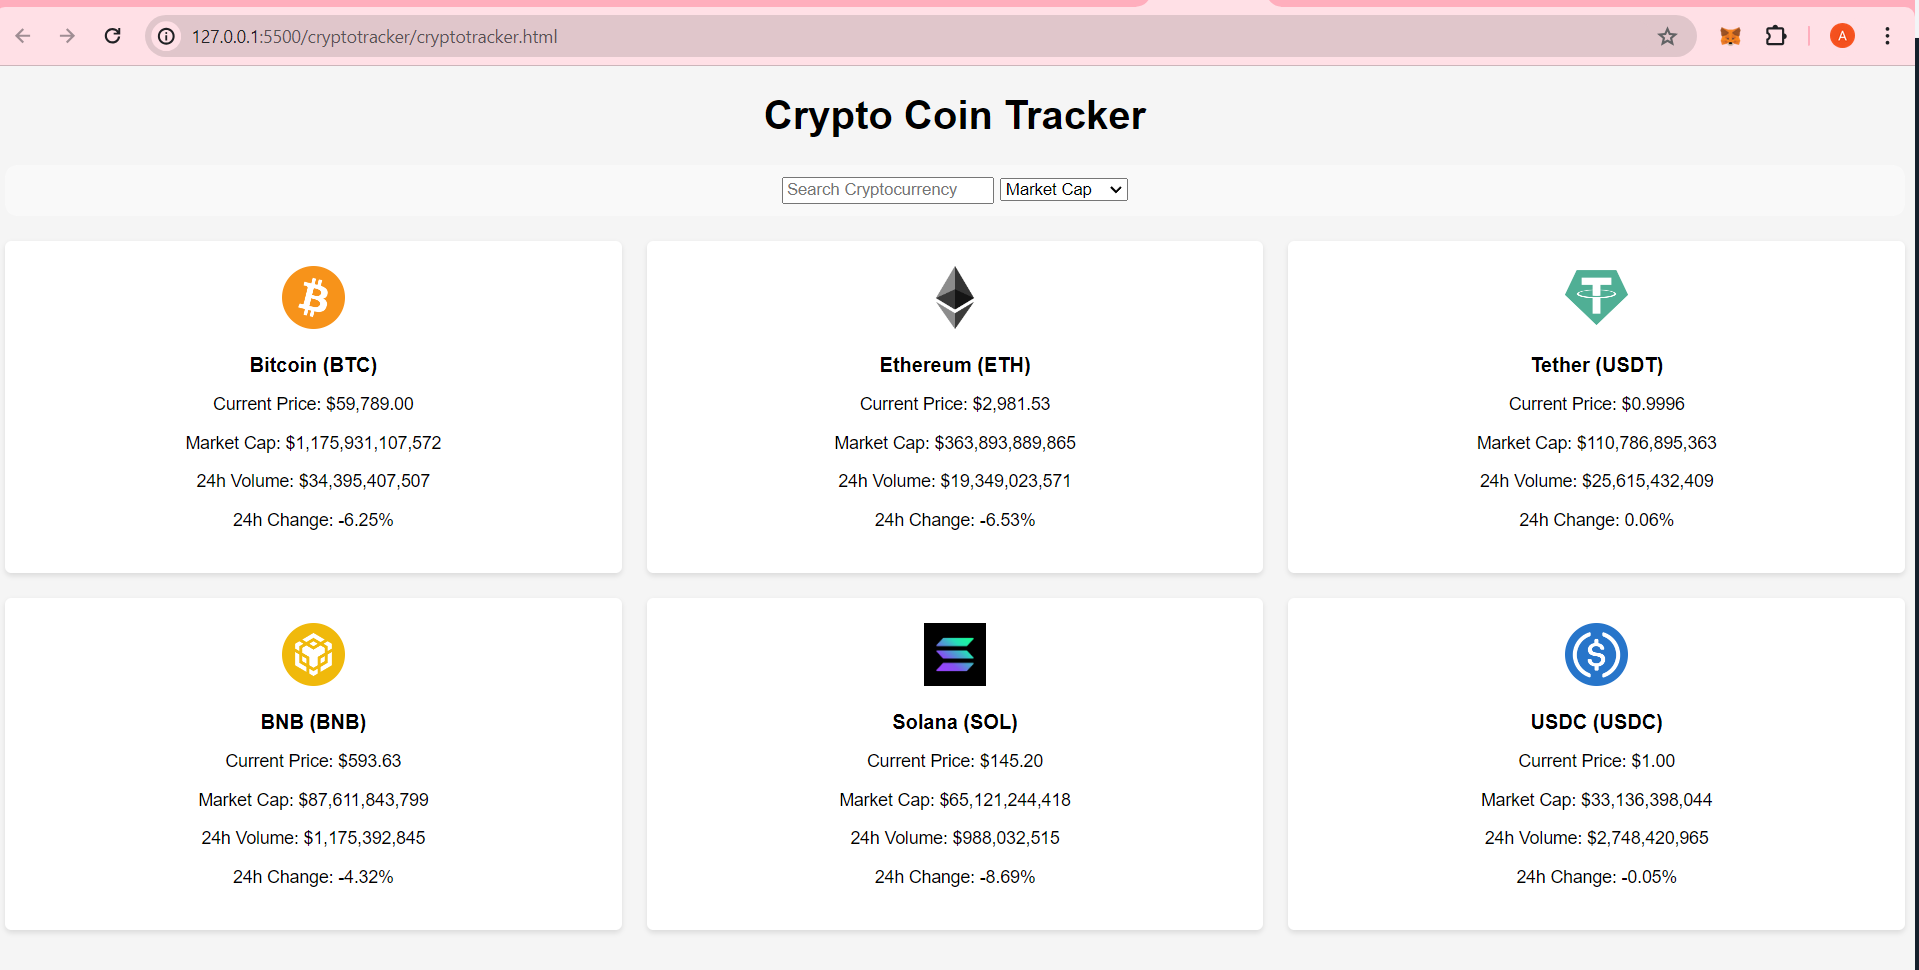 127.0.0.1:5500/cryptotracker/cryptotracker.html
A
Crypto Coin Tracker
Search Cryptocurrency
Market Cap
Bitcoin (BTC)
Current Price: $59,789.00
Market Cap: $1,175,931,107,572
24h Volume: $34,395,407,507
24h Change: -6.25%
Ethereum (ETH)
Current Price: $2,981.53
Market Cap: $363,893,889,865
24h Volume: $19,349,023,571
24h Change: -6.53%
Tether (USDT)
Current Price: $0.9996
Market Cap: $110,786,895,363
24h Volume: $25,615,432,409
24h Change: 0.06%
BNB (BNB)
Current Price: $593.63
Market Cap: $87,611,843,799
24h Volume: $1,175,392,845
24h Change: -4.32%
Solana (SOL)
Current Price: $145.20
Market Cap: $65,121,244,418
24h Volume: $988,032,515
24h Change: -8.69%
USDC (USDC)
Current Price: $1.00
Market Cap: $33,136,398,044
24h Volume: $2,748,420,965
24h Change: -0.05%